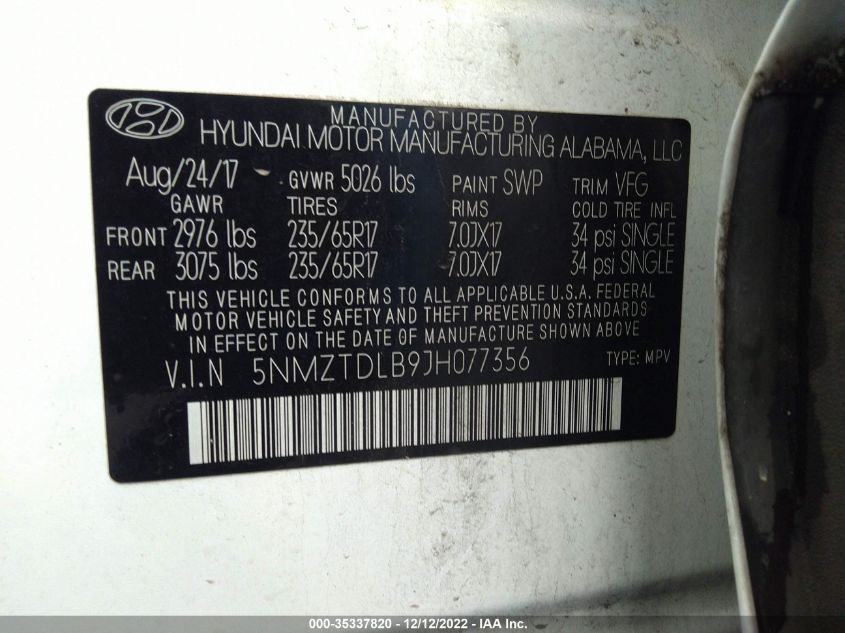 MANUFACTURED BY
HYUNDAI MOTOR MANUFACTURING ALABAMA, LLC
Aug/24/17 GVWR 5026 lbs PAINT SWP TRIM VFG
GAWR TIRES RIMS COLD TIRE INFL
FRONT 2976 lbs 235/65R17 7.0JX17 34 psi SINGLE
REAR 3075 lbs 235/65R17 7.0JX17 34 psi SINGLE
THIS VEHICLE CONFORMS TO ALL APPLICABLE U.S.A. FEDERAL
MOTOR VEHICLE SAFETY AND THEFT PREVENTION STANDARDS
IN EFFECT ON THE DATE OF MANUFACTURE SHOWN ABOVE
V.I.N 5NMZTDLB9JH077356 TYPE: MPV
000-35337820 - 12/12/2022 - IAA Inc.